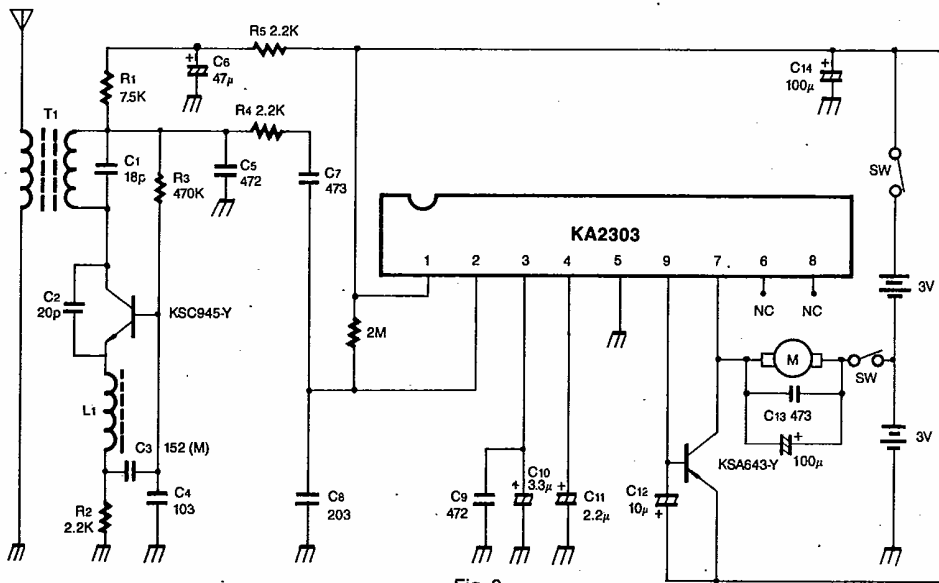 R5 2.2K
C6
47μ
C14
100μ
R1
7.5K
T1
R4 2.2K
C1
18p
R3
470K
C5
472
C7
473
SW
KA2303
1 2 3 4 5 9 7 6 8
3V
C2
20p
KSC945-Y
NC NC
2M
M
SW
L1
C13 473
3V
C3 152 (M)
KSA643-Y
100μ
C4
103
R2
2.2K
C8
203
C9
472
C10
3.3μ
C11
2.2μ
C12
10μ